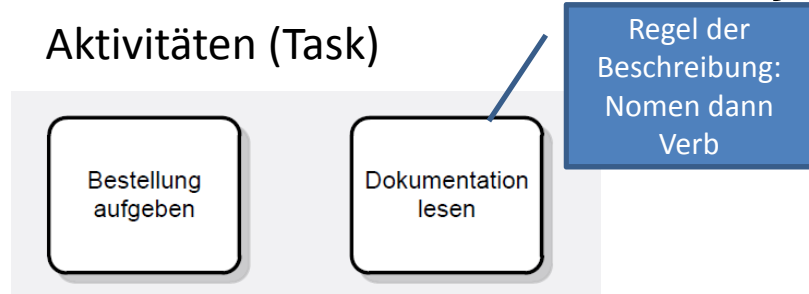 Aktivitäten (Task)
Regel der
Beschreibung:
Nomen dann
Verb
Bestellung
aufgeben
Dokumentation
lesen